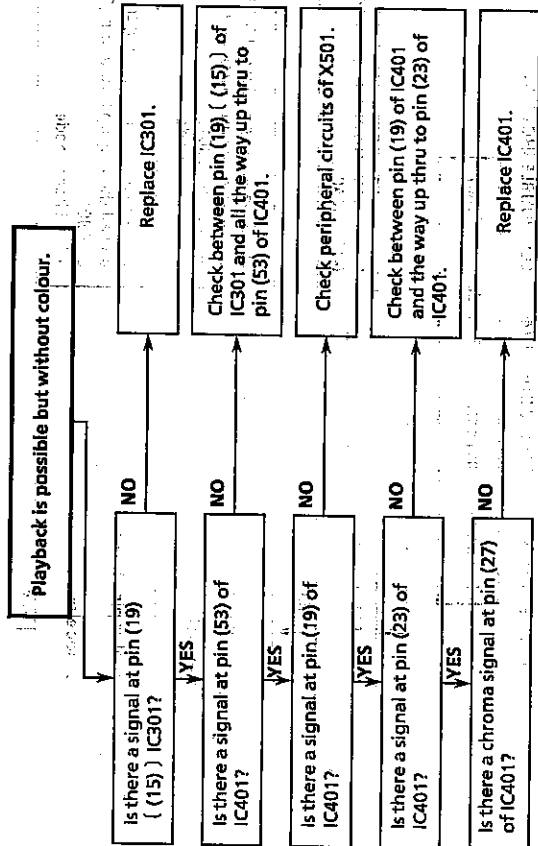 Playback is possible but without colour.
Is there a signal at pin (19)
( (15) ) IC301?
NO
Replace IC301.
YES
Is there a signal at pin (53) of
IC401?
NO
Check between pin (19) ( (15) ) of
IC301 and all the way up thru to
pin (53) of IC401.
YES
Is there a signal at pin (19) of
IC401?
NO
Check peripheral circuits of X501.
YES
Is there a signal at pin (23) of
IC401?
NO
Check between pin (19) of IC401
and the way up thru to pin (23) of
IC401.
YES
Is there a chroma signal at pin (27)
of IC401?
NO
Replace IC401.